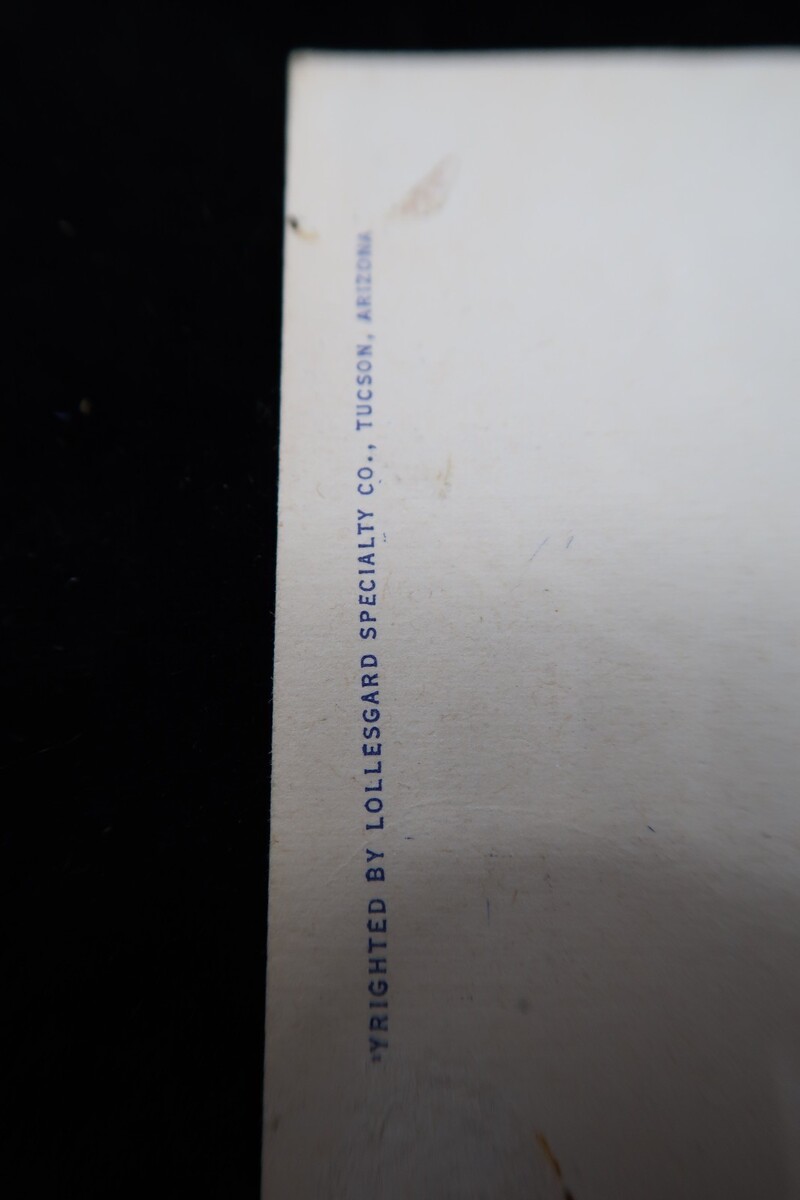 YRIGHTED BY LOLLESGARD SPECIALTY CO., TUCSON, ARIZONA